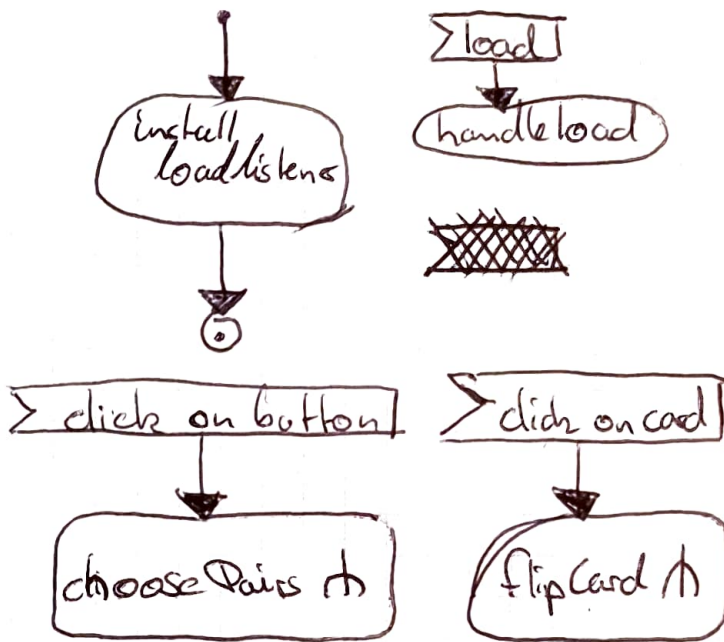 install
loadlistener
load
handleload
click on button
click on card
choosePairs
flipCard